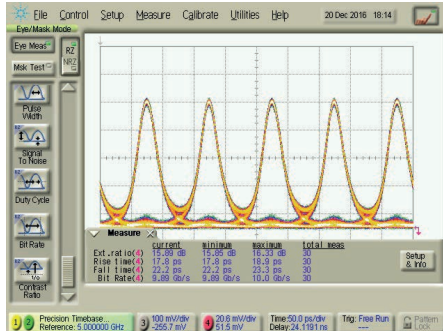 File Control Setup Measure Calibrate Utilities Help 20 Dec 2016 18:14
Eye/Mask Mode
Eye Meas
RZ
NRZ
Msk Test
Pulse
Width
Signal
To Noise
Duty Cycle
Bit Rate
Contrast
Ratio
Measure
current minimum maximum total meas
Ext.ratio(4) 15.89 dB 15.85 dB 16.33 dB 30
Rise time(4) 17.8 ps 17.8 ps 18.9 ps 30
Fall time(4) 22.2 ps 22.2 ps 23.3 ps 30
Bit Rate(4) 9.89 Gb/s 9.89 Gb/s 10.0 Gb/s 30
Setup
& Info
1 2 Precision Timebase...
Reference: 5.000000 GHz
3 100 mV/div
-255.7 mV
4 20.6 mV/div
51.5 mV
Time:50.0 ps/div
Delay:24.1191 ns
Trig: Free Run
Pattern
Lock